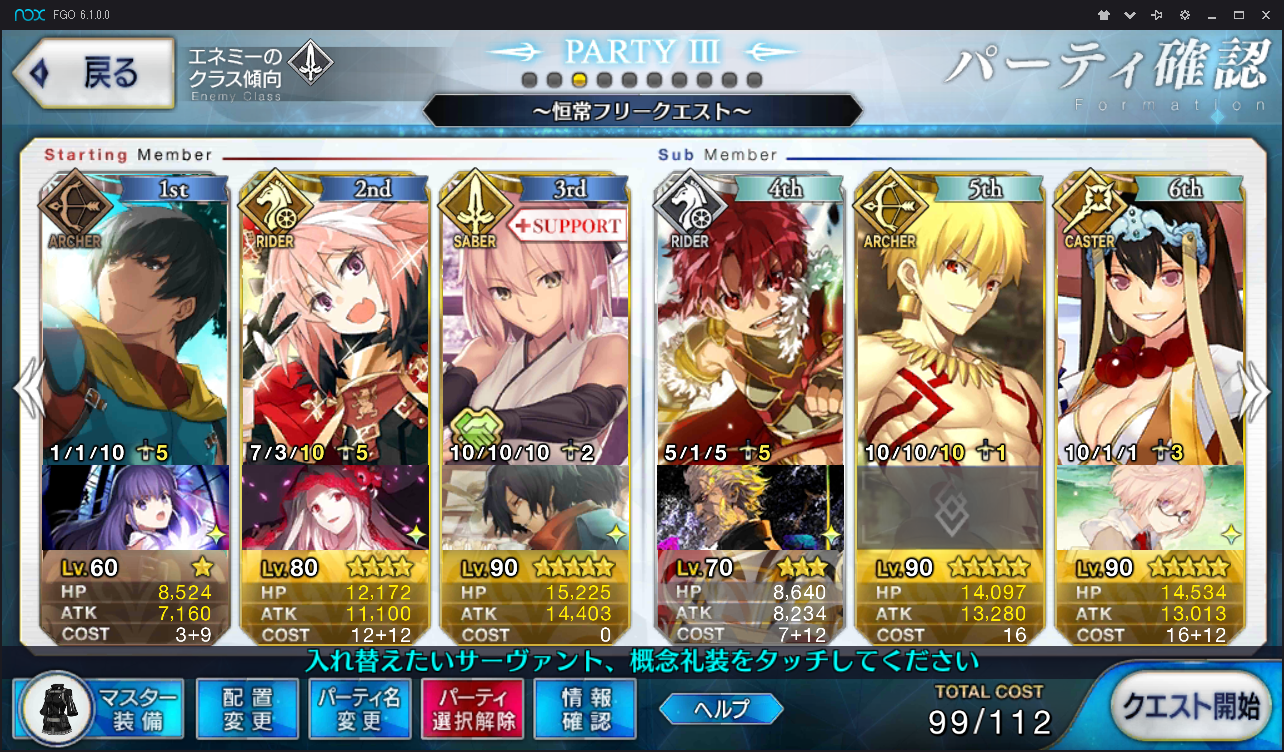 nox FGO 6.1.0.0
戻る
エネミーの
クラス傾向
Enemy Class
PARTY III
～恒常フリークエスト～
パーティ確認
Formation
Starting Member
Sub Member
1st
ARCHER
1/1/10 +5
Lv.60
HP 8,524
ATK 7,160
COST 3+9
2nd
RIDER
7/3/10 +5
Lv.80
HP 12,172
ATK 11,100
COST 12+12
3rd
+SUPPORT
SABER
10/10/10 +2
Lv.90
HP 15,225
ATK 14,403
COST 0
4th
RIDER
5/1/5 +5
Lv.70
HP 8,640
ATK 8,234
COST 7+12
5th
ARCHER
10/10/10 +1
Lv.90
HP 14,097
ATK 13,280
COST 16
6th
CASTER
10/1/1 +3
Lv.90
HP 14,534
ATK 13,013
COST 16+12
入れ替えたいサーヴァント、概念礼装をタッチしてください
マスター
装備
配置
変更
パーティ名
変更
パーティ
選択解除
情報
確認
ヘルプ
TOTAL COST
99/112
クエスト開始